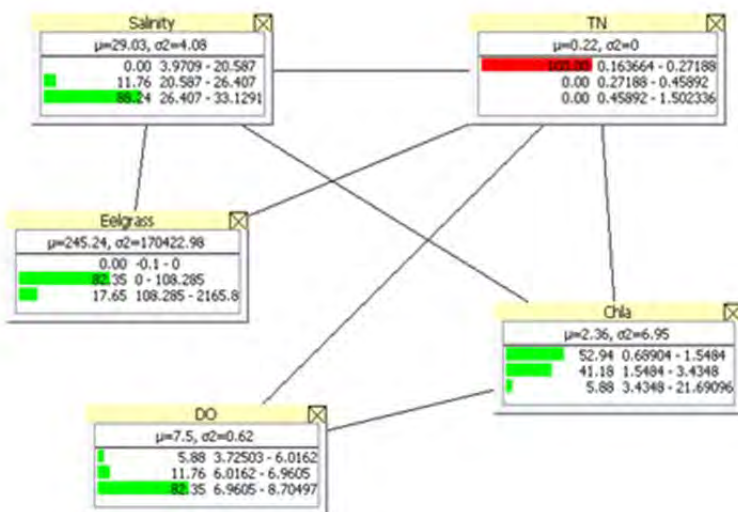 Salinity
μ=29.03, σ2=4.08
0.00 3.9709 - 20.587
11.76 20.587 - 26.407
88.24 26.407 - 33.1291
TN
μ=0.22, σ2=0
100.00 0.163664 - 0.27188
0.00 0.27188 - 0.45892
0.00 0.45892 - 1.502336
Eelgrass
μ=245.24, σ2=170422.98
0.00 -0.1 - 0
82.35 0 - 108.285
17.65 108.285 - 2165.8
Chla
μ=2.36, σ2=6.95
52.94 0.68904 - 1.5484
41.18 1.5484 - 3.4348
5.88 3.4348 - 21.69096
DO
μ=7.5, σ2=0.62
5.88 3.72503 - 6.0162
11.76 6.0162 - 6.9605
82.35 6.9605 - 8.70497